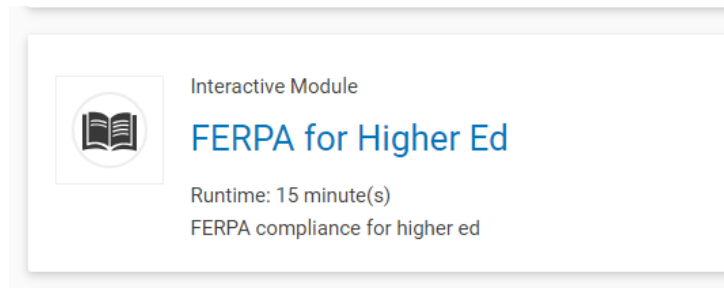 Interactive Module
FERPA for Higher Ed
Runtime: 15 minute(s)
FERPA compliance for higher ed